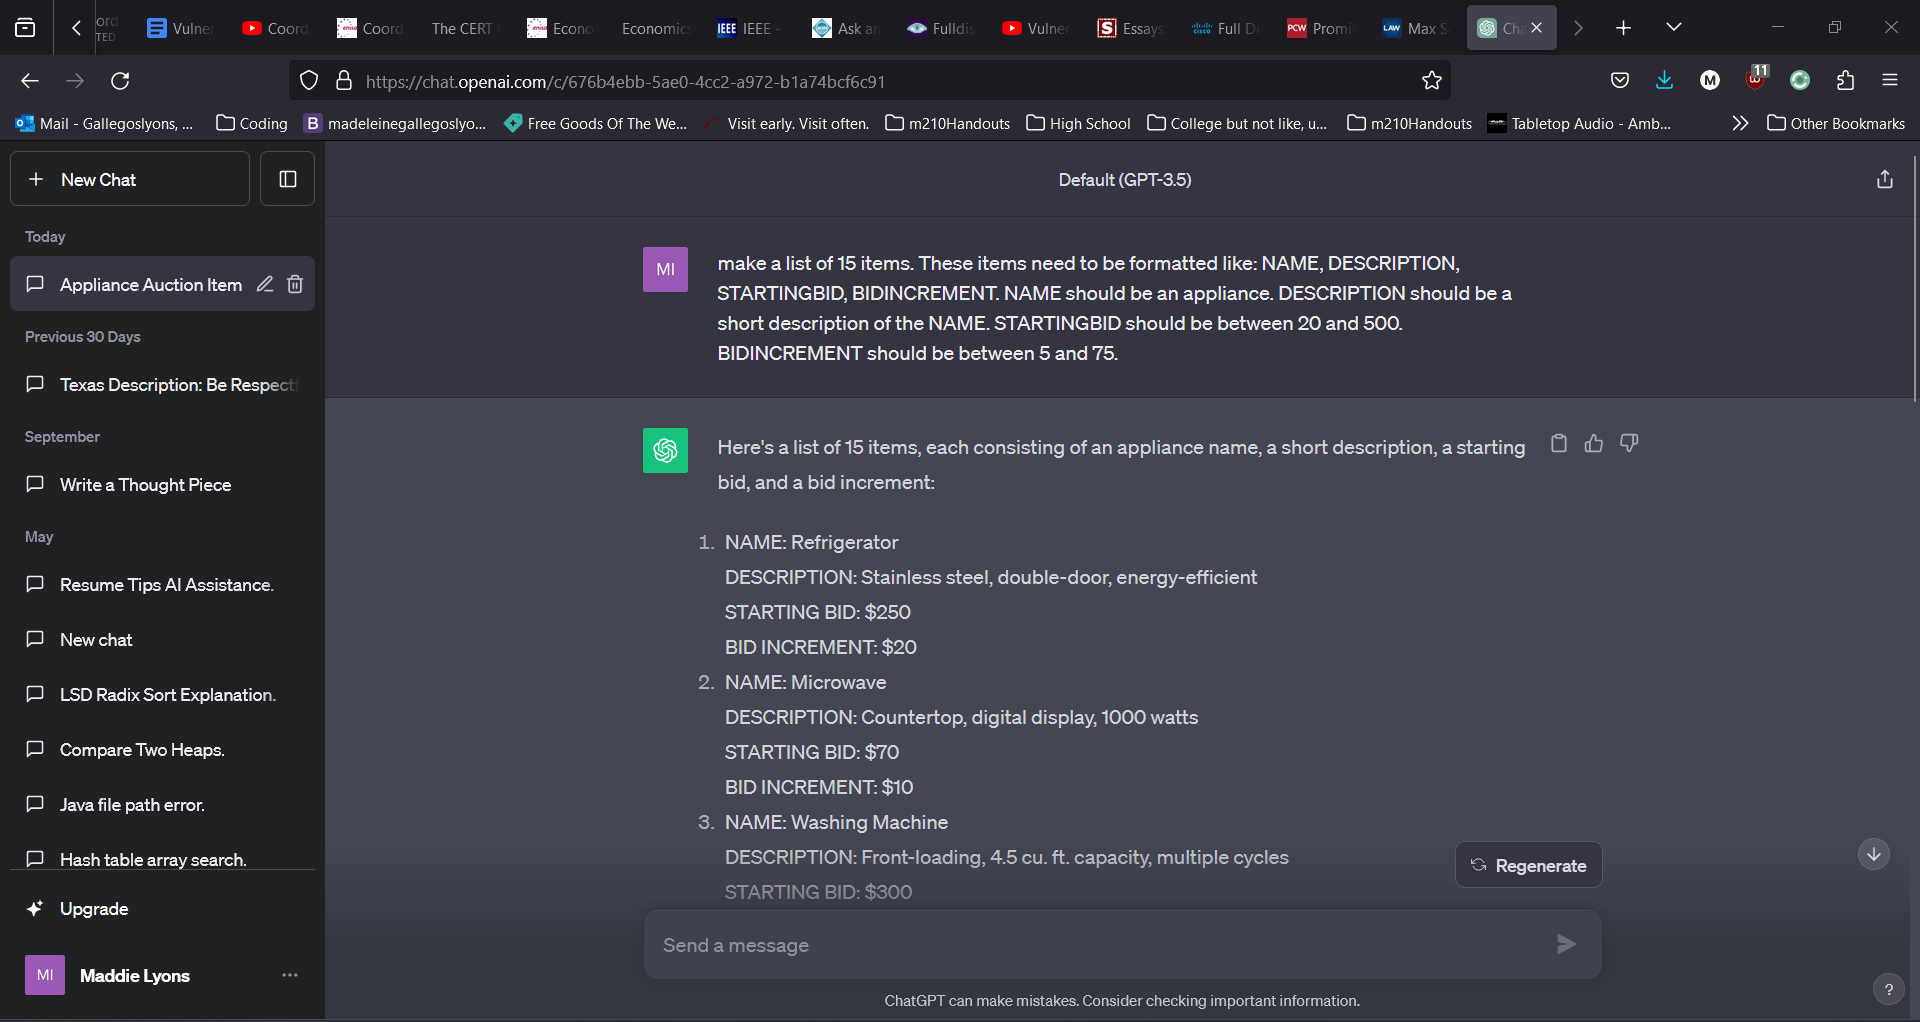 ord
TED
Vulner
Coord
Coord
The CERT
Econo
Economic
IEEE IEEE -
Ask an
Fulldis
Vulner
S Essays
cisco Full Di
PCW Promi
LAW Max S
Cha
https://chat.openai.com/c/676b4ebb-5ae0-4cc2-a972-b1a74bcf6c91
M
11
Mail - Gallegoslyons, ...
Coding
B madeleinegallegoslyo...
Free Goods Of The We...
Visit early. Visit often.
m210Handouts
High School
College but not like, u...
m210Handouts
Tabletop Audio - Amb...
Other Bookmarks
New Chat
Default (GPT-3.5)
Today
Appliance Auction Item
Previous 30 Days
Texas Description: Be Respectf
September
Write a Thought Piece
May
Resume Tips AI Assistance.
New chat
LSD Radix Sort Explanation.
Compare Two Heaps.
Java file path error.
Hash table array search.
Upgrade
MI Maddie Lyons
MI
make a list of 15 items. These items need to be formatted like: NAME, DESCRIPTION,
STARTINGBID, BIDINCREMENT. NAME should be an appliance. DESCRIPTION should be a
short description of the NAME. STARTINGBID should be between 20 and 500.
BIDINCREMENT should be between 5 and 75.
Here's a list of 15 items, each consisting of an appliance name, a short description, a starting
bid, and a bid increment:
1. NAME: Refrigerator
DESCRIPTION: Stainless steel, double-door, energy-efficient
STARTING BID: $250
BID INCREMENT: $20
2. NAME: Microwave
DESCRIPTION: Countertop, digital display, 1000 watts
STARTING BID: $70
BID INCREMENT: $10
3. NAME: Washing Machine
DESCRIPTION: Front-loading, 4.5 cu. ft. capacity, multiple cycles
STARTING BID: $300
Regenerate
Send a message
ChatGPT can make mistakes. Consider checking important information.
?